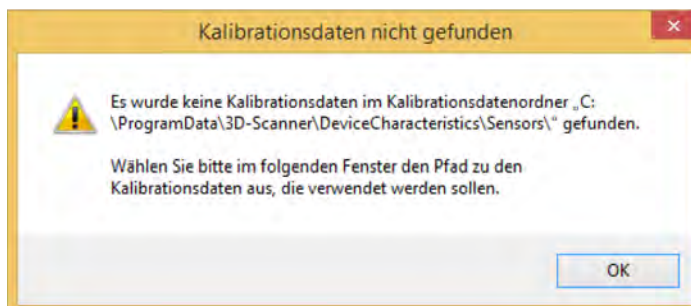 Kalibrationsdaten nicht gefunden
Es wurde keine Kalibrationsdaten im Kalibrationsdatenordner „C:
\ProgramData\3D-Scanner\DeviceCharacteristics\Sensors\“ gefunden.
Wählen Sie bitte im folgenden Fenster den Pfad zu den
Kalibrationsdaten aus, die verwendet werden sollen.
OK